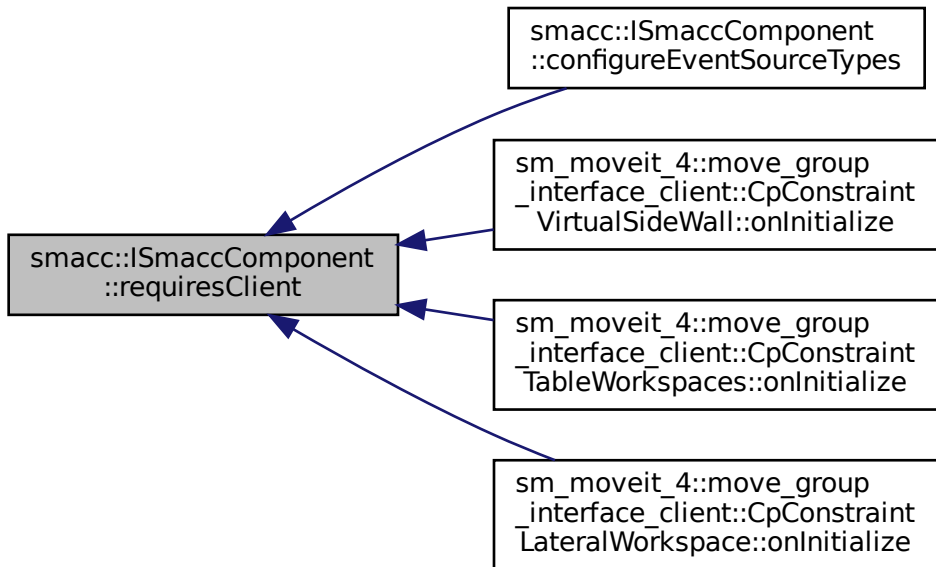 smacc::ISmaccComponent
::requiresClient
smacc::ISmaccComponent
::configureEventSourceTypes
sm_moveit_4::move_group
_interface_client::CpConstraint
VirtualSideWall::onInitialize
sm_moveit_4::move_group
_interface_client::CpConstraint
TableWorkspaces::onInitialize
sm_moveit_4::move_group
_interface_client::CpConstraint
LateralWorkspace::onInitialize